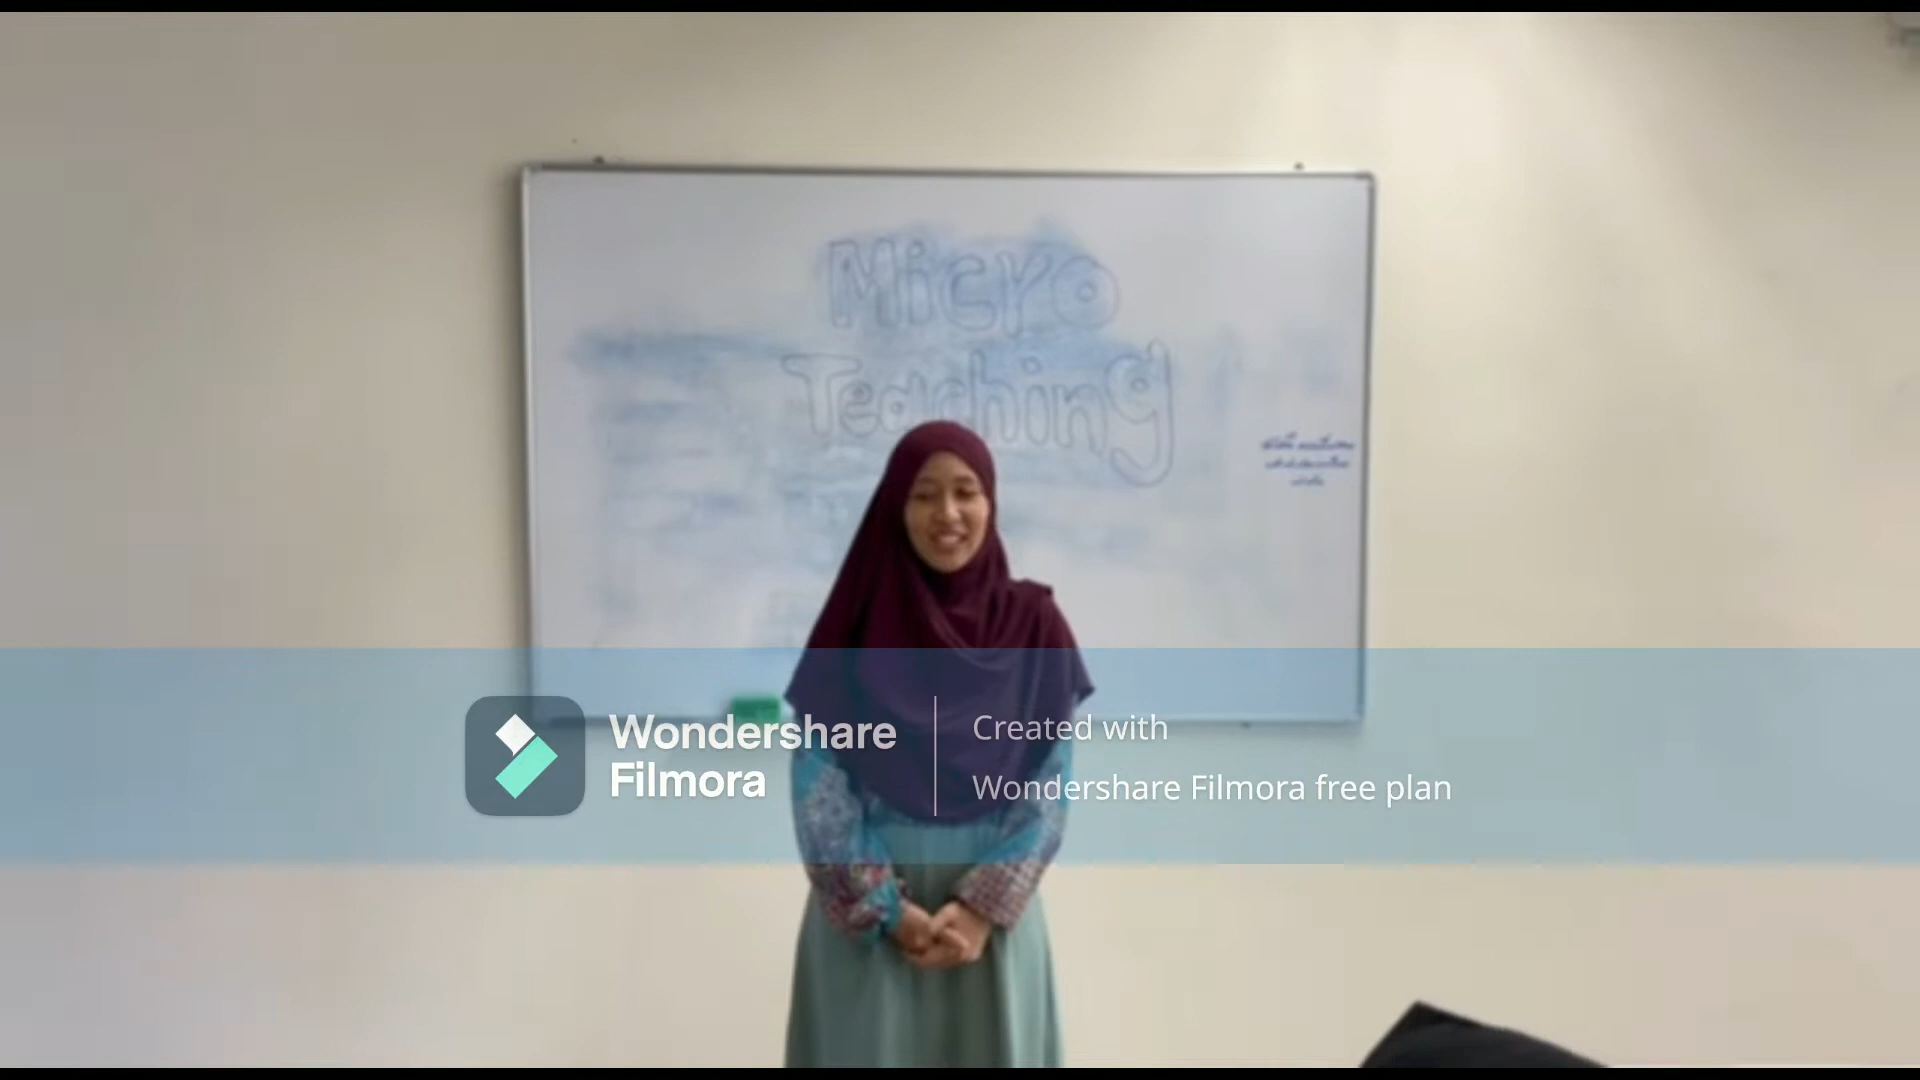 Micro
Teaching
Wondershare
Filmora
Created with
Wondershare Filmora free plan